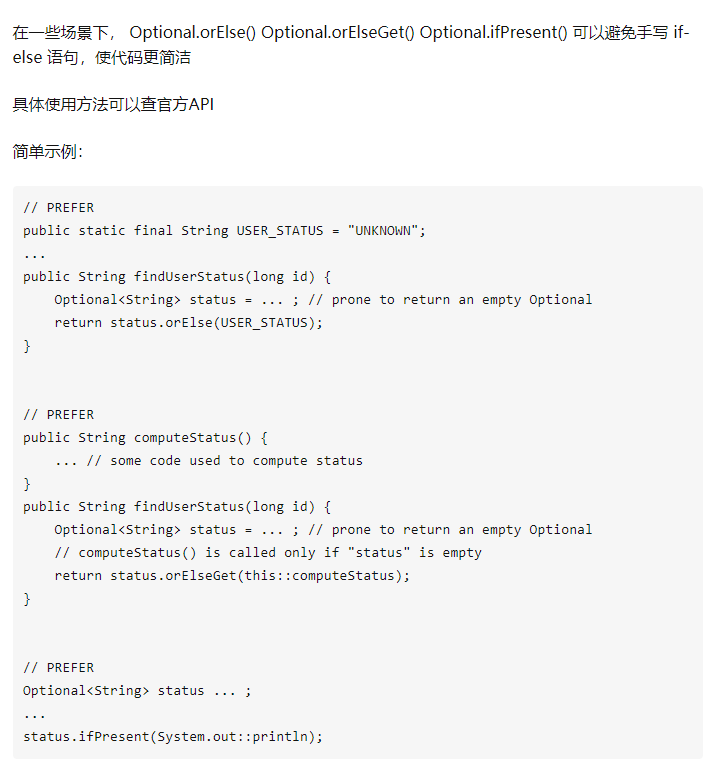 在一些场景下， Optional.orElse() Optional.orElseGet() Optional.ifPresent() 可以避免手写 if-
else 语句，使代码更简洁
具体使用方法可以查官方API
简单示例：
// PREFER
public static final String USER_STATUS = "UNKNOWN";
...
public String findUserStatus(long id) {
    Optional<String> status = ... ; // prone to return an empty Optional
    return status.orElse(USER_STATUS);
}
// PREFER
public String computeStatus() {
    ... // some code used to compute status
}
public String findUserStatus(long id) {
    Optional<String> status = ... ; // prone to return an empty Optional
    // computeStatus() is called only if "status" is empty
    return status.orElseGet(this::computeStatus);
}
// PREFER
Optional<String> status ... ;
...
status.ifPresent(System.out::println);